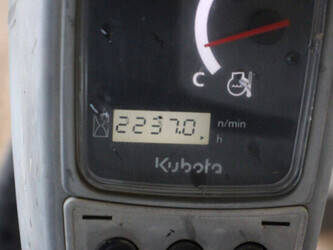 C
2237.0 n/min
h
Kubota